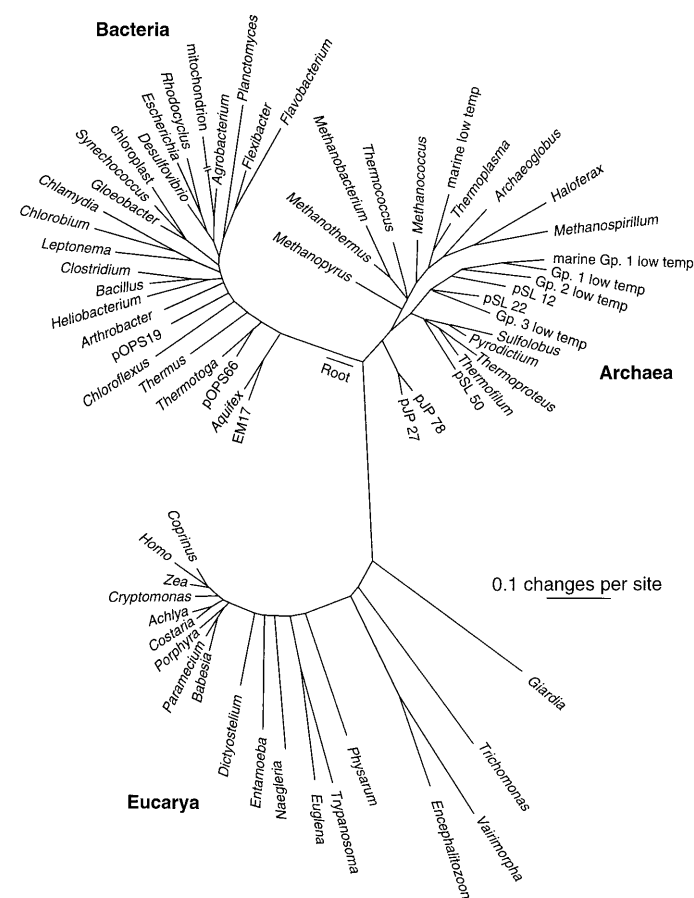 Bacteria
Planctomyces
mitochondrion
Flavobacterium
Rhodocyclus
Escherichia
Agrobacterium
Flexibacter
Desulfovibrio
chloroplast
Synechococcus
Gloeobacter
Chlamydia
Chlorobium
Leptonema
Clostridium
Bacillus
Heliobacterium
Arthrobacter
pOPS19
Chloroflexus
Thermus
Thermotoga
pOPS66
Aquifex
EM17
Root
Methanobacterium
Thermococcus
Methanothermus
Methanopyrus
Methanococcus
marine low temp
Thermoplasma
Archaeoglobus
Haloferax
Methanospirillum
marine Gp. 1 low temp
Gp. 1 low temp
Gp. 2 low temp
pSL 12
pSL 22
Gp. 3 low temp
Sulfolobus
Pyrodictium
Thermoproteus
Thermofilum
pSL 50
pJP 78
pJP 27
Archaea
Coprinus
Homo
Zea
Cryptomonas
Achlya
Costaria
Porphyra
Paramecium
Babesia
Dictyostelium
Entamoeba
Naegleria
Euglena
Trypanosoma
Physarum
Encephalitozoon
Vairimorpha
Trichomonas
Giardia
0.1 changes per site
Eucarya